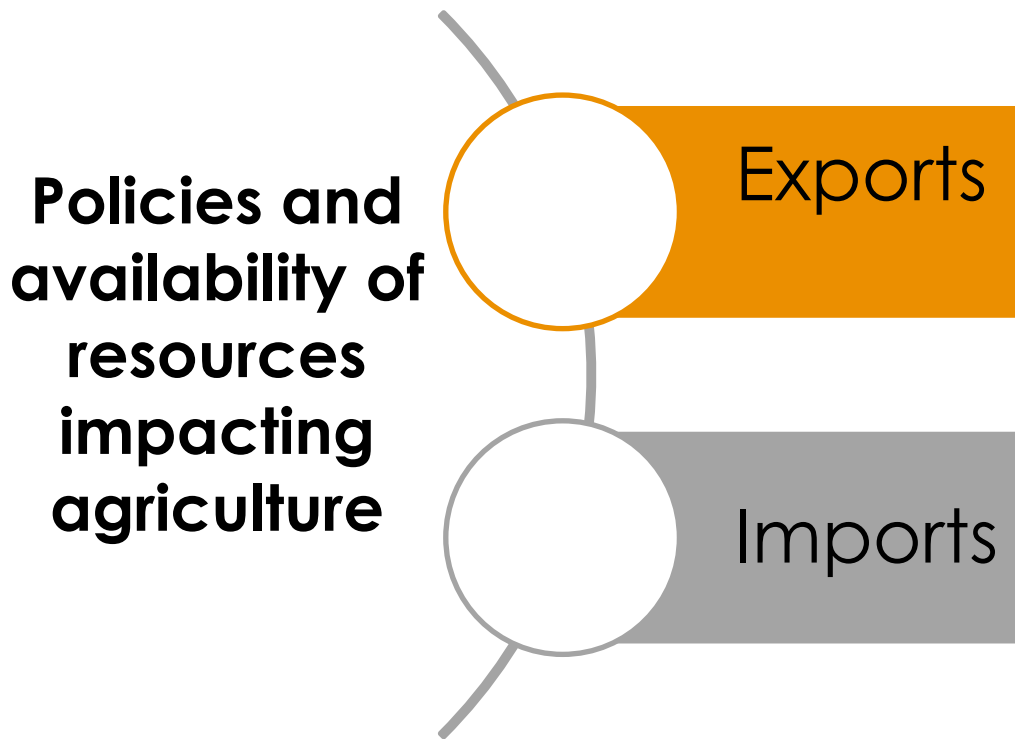 Policies and
availability of
resources
impacting
agriculture
Exports
Imports